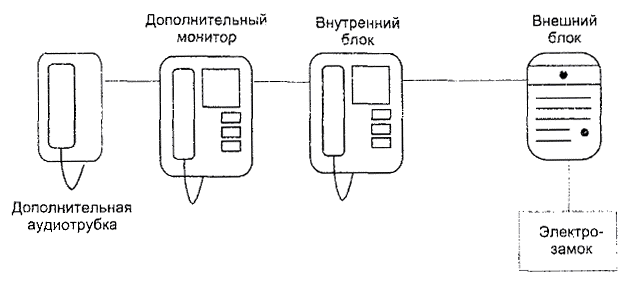 Дополнительный
монитор
Внутренний
блок
Внешний
блок
Дополнительная
аудиотрубка
Электро-
замок